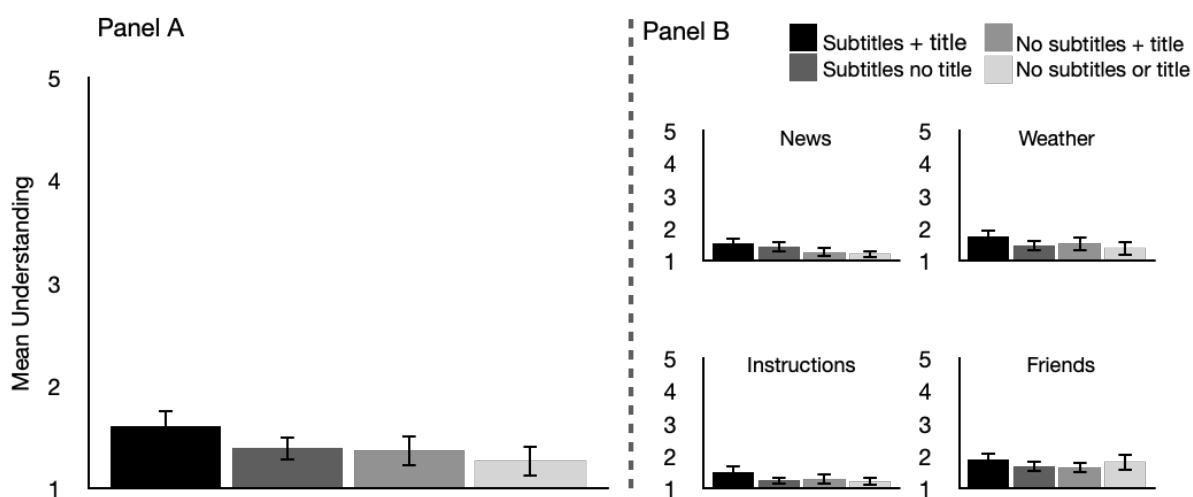 Panel A
Mean Understanding
5
4
3
2
1
Panel B
Subtitles + title
No subtitles + title
Subtitles no title
No subtitles or title
News
5
4
3
2
1
Weather
5
4
3
2
1
Instructions
5
4
3
2
1
Friends
5
4
3
2
1